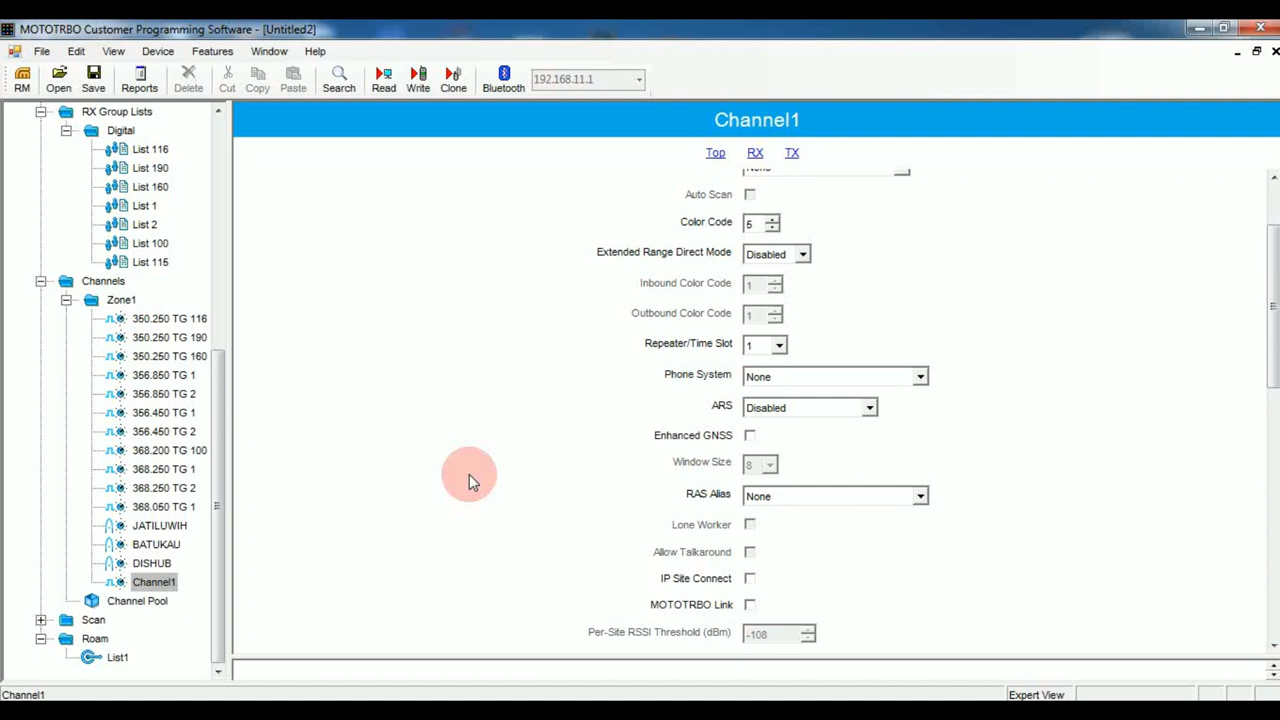 MOTOTRBO Customer Programming Software - [Untitled2]
File Edit View Device Features Window Help
RM Open Save Reports Delete Cut Copy Paste Search Read Write Clone Bluetooth 192.168.11.1
RX Group Lists
Digital
List 116
List 190
List 160
List 1
List 2
List 100
List 115
Channels
Zone1
350.250 TG 116
350.250 TG 190
350.250 TG 160
356.850 TG 1
356.850 TG 2
356.450 TG 1
356.450 TG 2
368.200 TG 100
368.250 TG 1
368.250 TG 2
368.050 TG 1
JATILUWIH
BATUKAU
DISHUB
Channel1
Channel Pool
Scan
Roam
List1
Channel1
Top RX TX
None
Auto Scan
Color Code 5
Extended Range Direct Mode Disabled
Inbound Color Code 1
Outbound Color Code 1
Repeater/Time Slot 1
Phone System None
ARS Disabled
Enhanced GNSS
Window Size 8
RAS Alias None
Lone Worker
Allow Talkaround
IP Site Connect
MOTOTRBO Link
Per-Site RSSI Threshold (dBm) -108
Channel1 Expert View